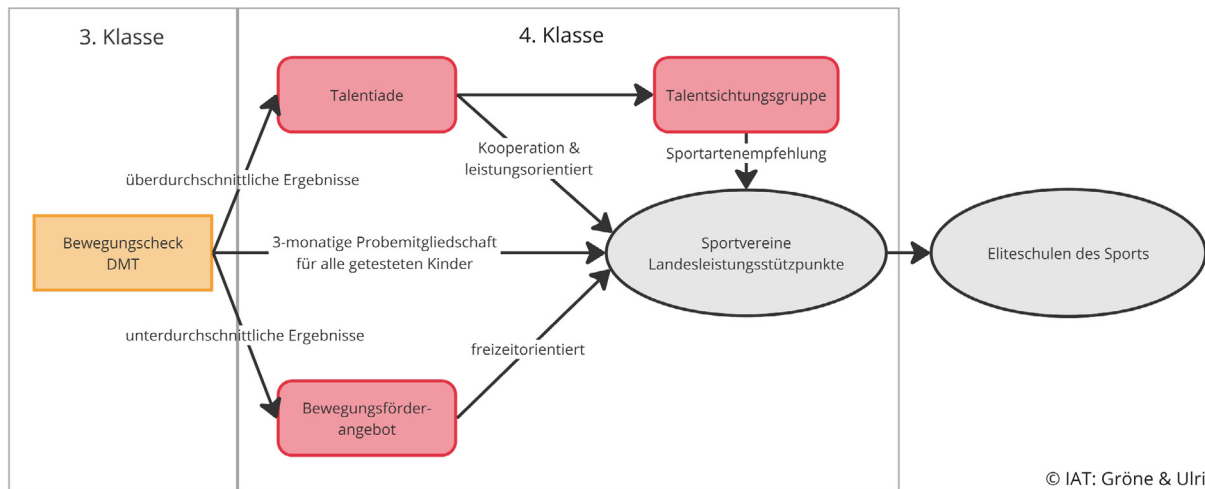 3. Klasse
4. Klasse
Talentiade
Talentsichtungsgruppe
Kooperation &
leistungsorientiert
Sportartenempfehlung
überdurchschnittliche Ergebnisse
Bewegungscheck
DMT
3-monatige Probemitgliedschaft
für alle getesteten Kinder
Sportvereine
Landesleistungsstützpunkte
Eliteschulen des Sports
unterdurchschnittliche Ergebnisse
freizeitorientiert
Bewegungsförder-
angebot
© IAT: Gröne & Ulri